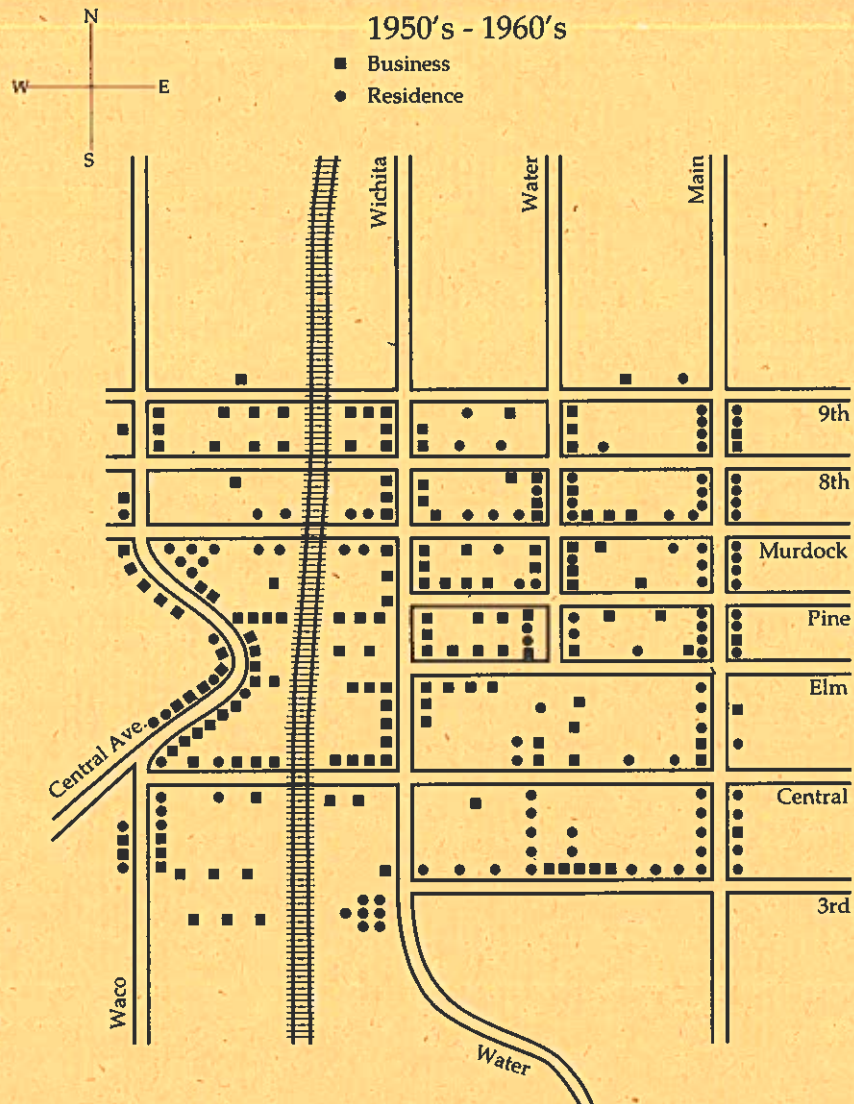 N
1950's - 1960's
Business
W
E
Residence
S
Wichita
Water
Main
9th
8th
Murdock
Pine
Elm
Central Ave.
Central
3rd
Waco
Water